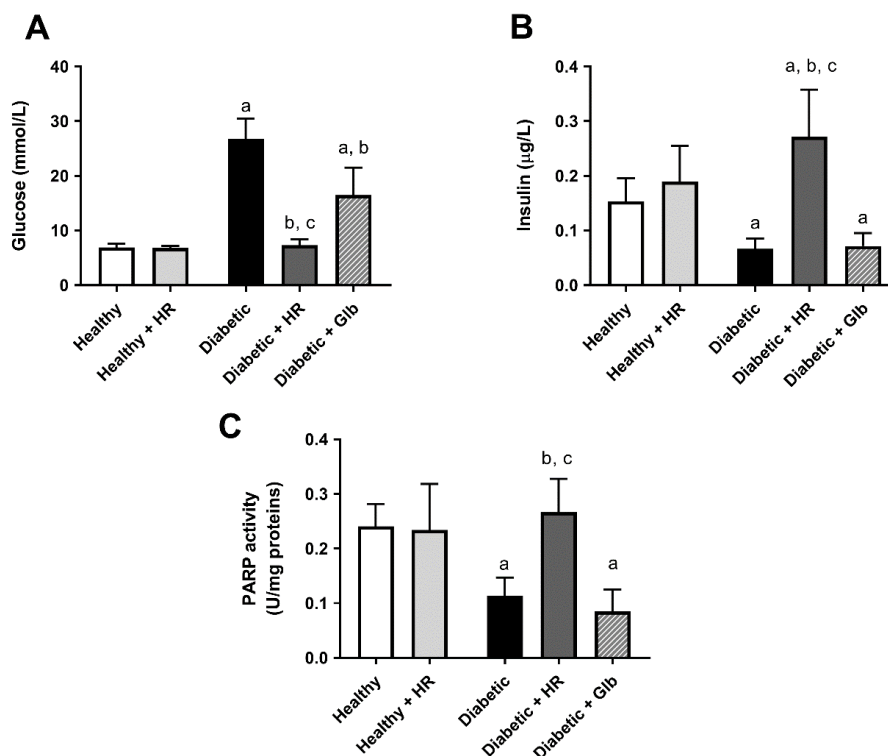 A
Glucose (mmol/L)
40
30
20
10
0
a
b, c
a, b
Healthy
Healthy + HR
Diabetic
Diabetic + HR
Diabetic + Glb
B
Insulin (µg/L)
0.4
0.3
0.2
0.1
0.0
a
a, b, c
a
Healthy
Healthy + HR
Diabetic
Diabetic + HR
Diabetic + Glb
C
PARP activity
(U/mg proteins)
0.4
0.3
0.2
0.1
0.0
a
b, c
a
Healthy
Healthy + HR
Diabetic
Diabetic + HR
Diabetic + Glb